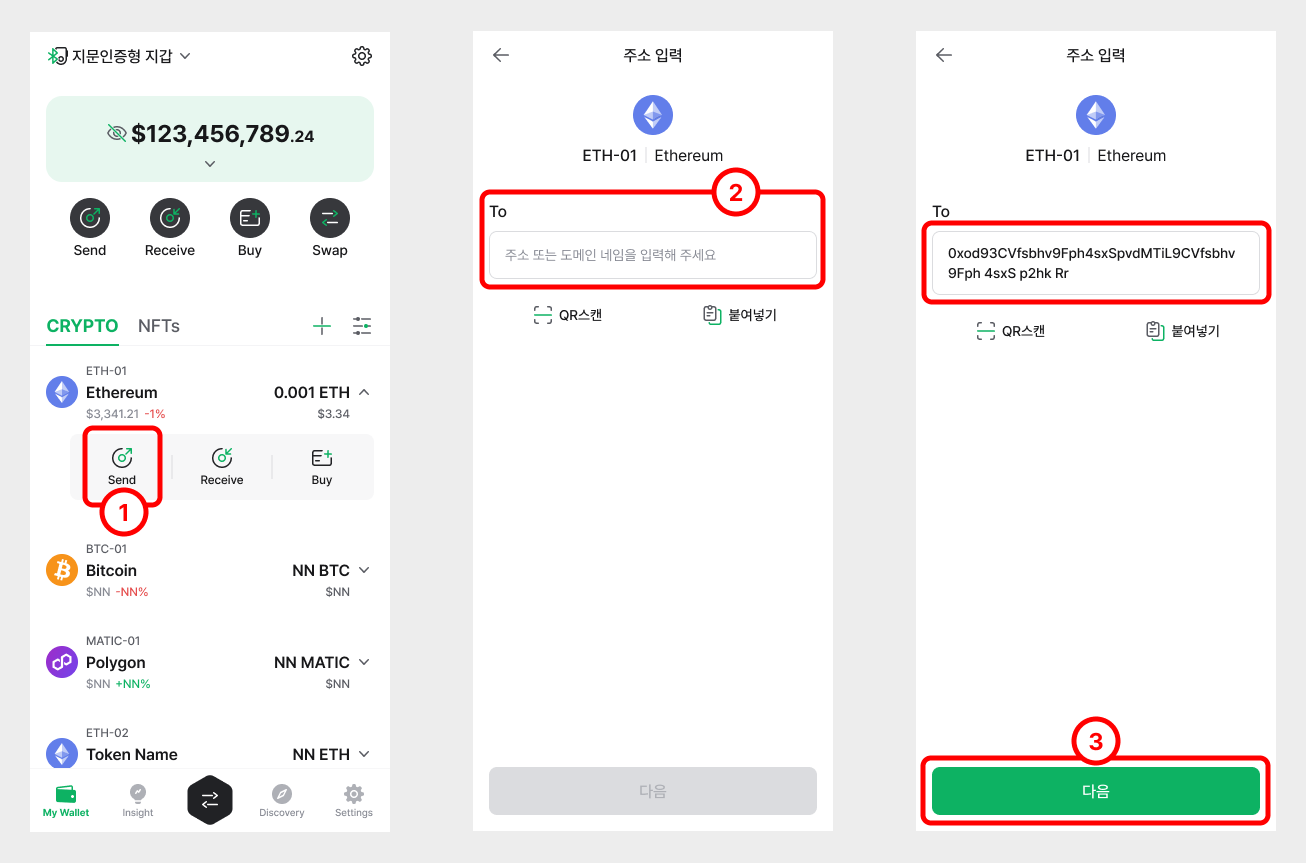 지문인증형 지갑
$123,456,789.24
Send Receive Buy Swap
CRYPTO NFTs
ETH-01
Ethereum 0.001 ETH
$3,341.21 -1% $3.34
Send Receive Buy
1
BTC-01
Bitcoin NN BTC
$NN -NN% $NN
MATIC-01
Polygon NN MATIC
$NN +NN% $NN
ETH-02
Token Name NN ETH
My Wallet Insight Discovery Settings
주소 입력
ETH-01 Ethereum
2
To
주소 또는 도메인 네임을 입력해 주세요
QR스캔 붙여넣기
다음
주소 입력
ETH-01 Ethereum
To
0xod93CVfsbhv9Fph4sxSpvdMTiL9CVfsbhv
9Fph 4sxS p2hk Rr
QR스캔 붙여넣기
3
다음